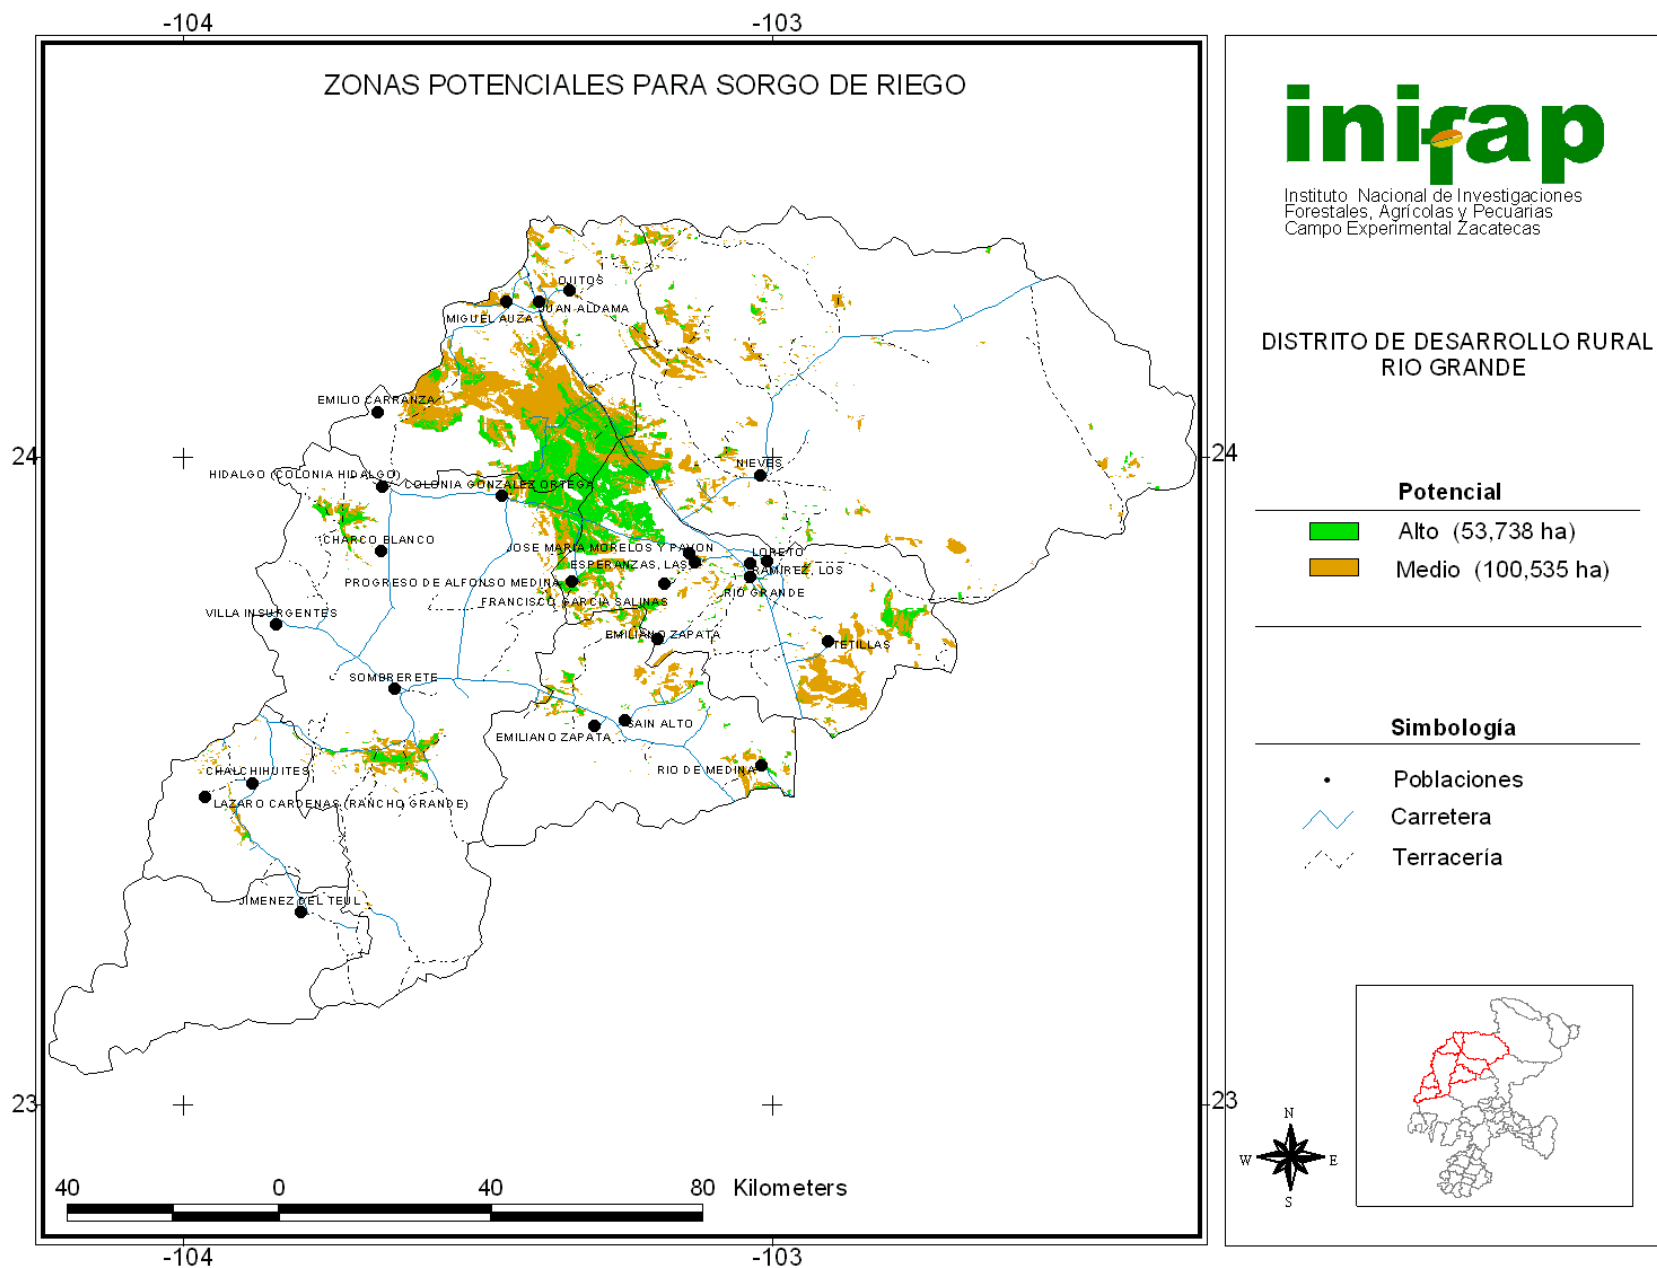 -104
-103
ZONAS POTENCIALES PARA SORGO DE RIEGO
OJITOS
JUAN ALDAMA
MIGUEL AUZA
EMILIO CARRANZA
24
24
HIDALGO (COLONIA HIDALGO)
NIEVES
COLONIA GONZALEZ ORTEGA
CHARCO BLANCO
JOSE MARIA MORELOS Y PAVON
LORETO
ESPERANZAS, LAS
RAMIREZ, LOS
PROGRESO DE ALFONSO MEDINA
RIO GRANDE
FRANCISCO GARCIA SALINAS
VILLA INSURGENTES
EMILIANO ZAPATA
TETILLAS
SOMBRERETE
SAIN ALTO
EMILIANO ZAPATA
RIO DE MEDINA
CHALCHIHUITES
LAZARO CARDENAS (RANCHO GRANDE)
JIMENEZ DEL TEUL
23
23
40 0 40 80 Kilometers
-104
-103
inifap
Instituto Nacional de Investigaciones
Forestales, Agrícolas y Pecuarias
Campo Experimental Zacatecas
DISTRITO DE DESARROLLO RURAL
RIO GRANDE
Potencial
Alto (53,738 ha)
Medio (100,535 ha)
Simbología
Poblaciones
Carretera
Terracería
N
W E
S